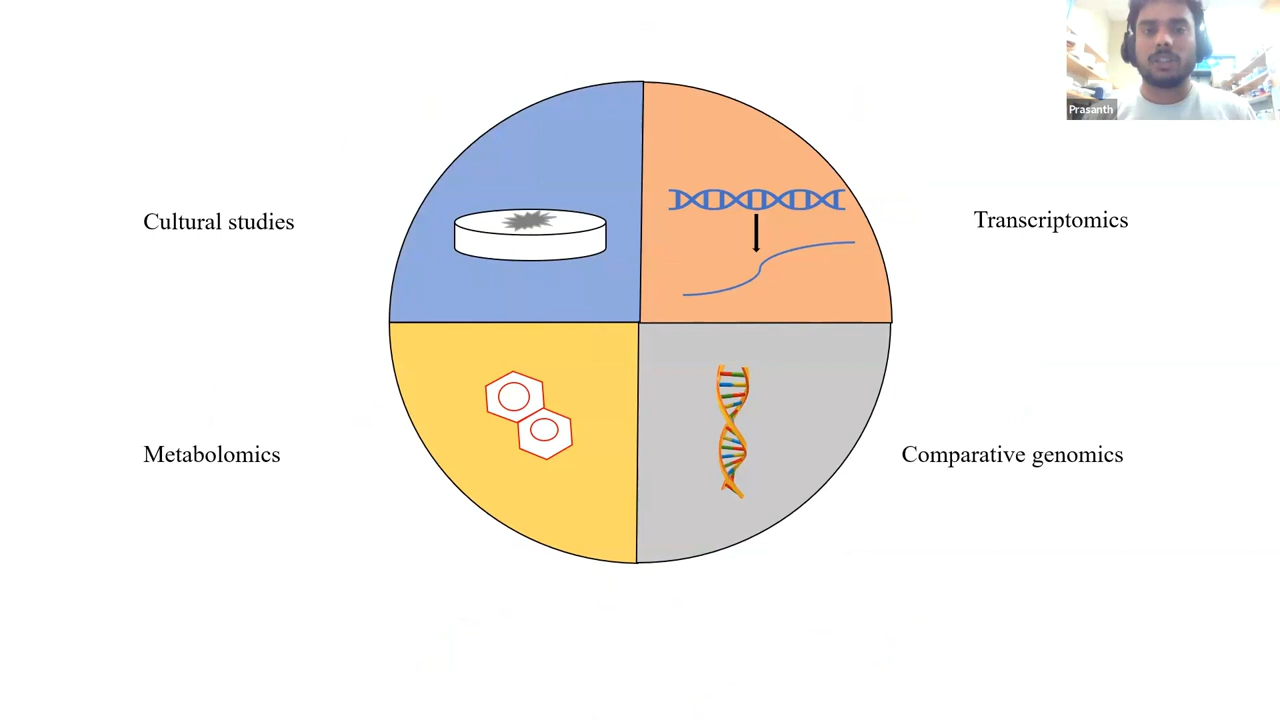 Prasanth
Cultural studies
Transcriptomics
Metabolomics
Comparative genomics